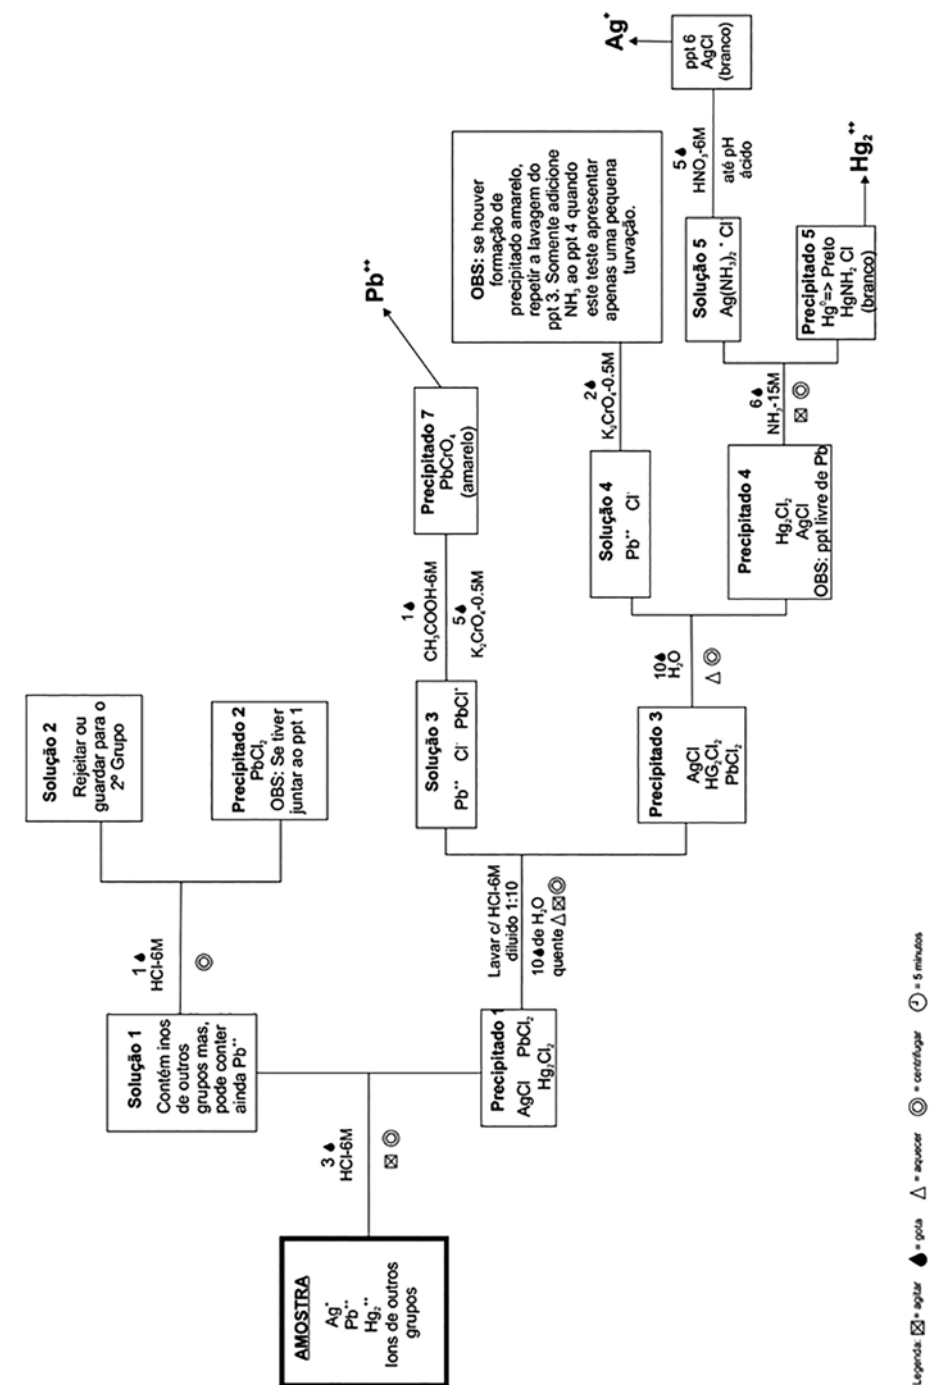 AMOSTRA
Ag⁺
Pb⁺⁺
Hg₂⁺⁺
Ions de outros
grupos
3
HCl-6M
Solução 1
Contém inos
de outros
grupos mas,
pode conter
ainda Pb⁺⁺
1
HCl-6M
Solução 2
Rejeitar ou
guardar para o
2º Grupo
Precipitado 2
PbCl₂
OBS: Se tiver
juntar ao ppt 1
Precipitado 1
AgCl PbCl₂
Hg₂Cl₂
Lavar c/ HCl-6M
diluido 1:10
10 de H₂O
quente
Solução 3
Pb⁺⁺ Cl⁻ PbCl⁺
1
CH₃COOH-6M
5
K₂CrO₄-0.5M
Precipitado 7
PbCrO₄
(amarelo)
Pb⁺⁺
Precipitado 3
AgCl
HG₂Cl₂
PbCl₂
10
H₂O
Solução 4
Pb⁺⁺ Cl⁻
2
K₂CrO₄-0.5M
OBS: se houver
formação de
precipitado amarelo,
repetir a lavagem do
ppt 3. Somente adicione
NH₃ ao ppt 4 quando
este teste apresentar
apenas uma pequena
turvação.
Precipitado 4
Hg₂Cl₂
AgCl
OBS: ppt livre de Pb
6
NH₃-15M
Solução 5
Ag(NH₃)₂⁺ Cl⁻
5
HNO₃-6M
até pH
ácido
ppt 6
AgCl
(branco)
Ag⁺
Precipitado 5
Hg⁰=> Preto
HgNH₂ Cl
(branco)
Hg₂⁺⁺
Legenda: = agitar = gota = aquecer = centrifugar = 5 minutos